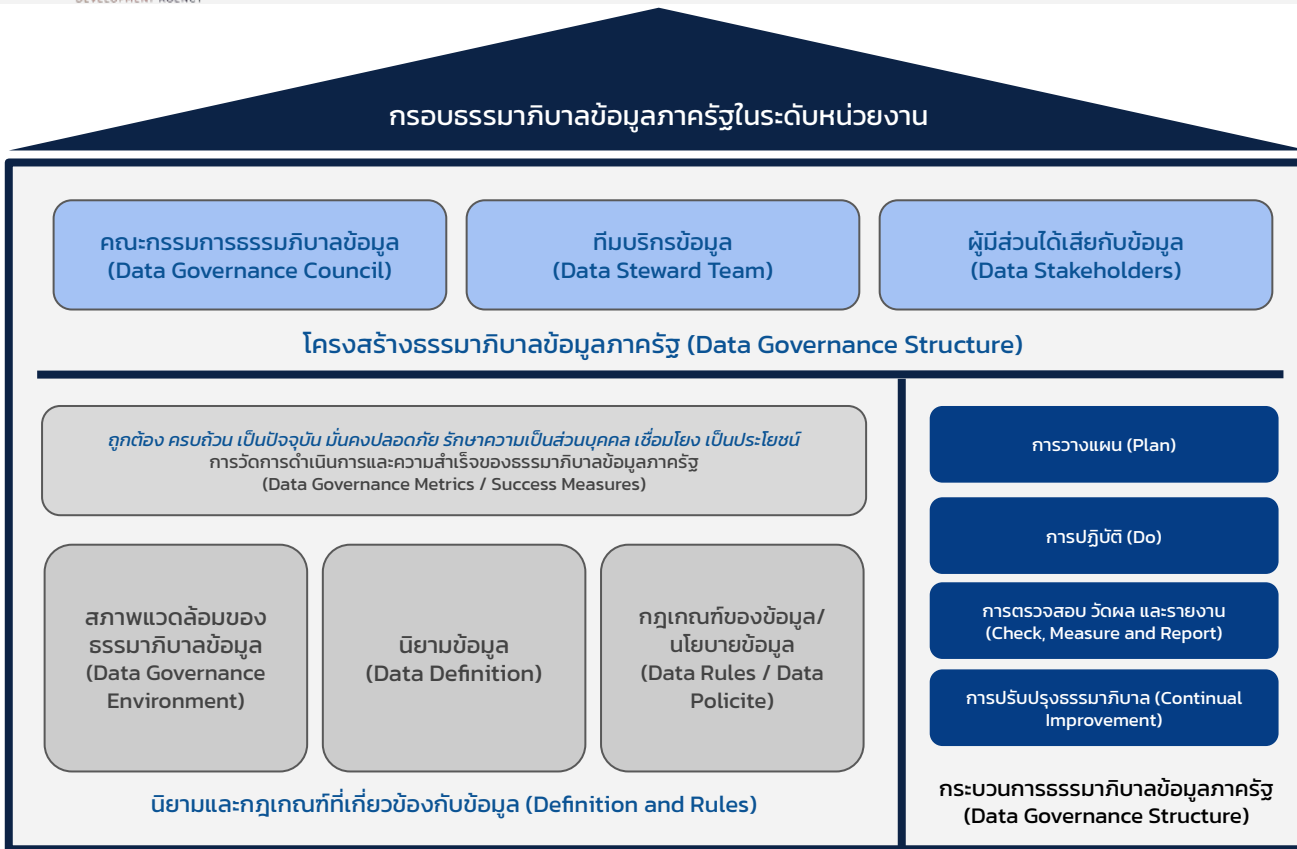 DEVELOPMENT AGENCY
กรอบธรรมาภิบาลข้อมูลภาครัฐในระดับหน่วยงาน
คณะกรรมการธรรมภิบาลข้อมูล
(Data Governance Council)
ทีมบริกรข้อมูล
(Data Steward Team)
ผู้มีส่วนได้เสียกับข้อมูล
(Data Stakeholders)
โครงสร้างธรรมาภิบาลข้อมูลภาครัฐ (Data Governance Structure)
ถูกต้อง ครบถ้วน เป็นปัจจุบัน มั่นคงปลอดภัย รักษาความเป็นส่วนบุคคล เชื่อมโยง เป็นประโยชน์
การวัดการดำเนินการและความสำเร็จของธรรมาภิบาลข้อมูลภาครัฐ
(Data Governance Metrics / Success Measures)
สภาพแวดล้อมของ
ธรรมาภิบาลข้อมูล
(Data Governance
Environment)
นิยามข้อมูล
(Data Definition)
กฎเกณฑ์ของข้อมูล/
นโยบายข้อมูล
(Data Rules / Data
Policite)
นิยามและกฎเกณฑ์ที่เกี่ยวข้องกับข้อมูล (Definition and Rules)
การวางแผน (Plan)
การปฏิบัติ (Do)
การตรวจสอบ วัดผล และรายงาน
(Check, Measure and Report)
การปรับปรุงธรรมาภิบาล (Continual
Improvement)
กระบวนการธรรมาภิบาลข้อมูลภาครัฐ
(Data Governance Structure)